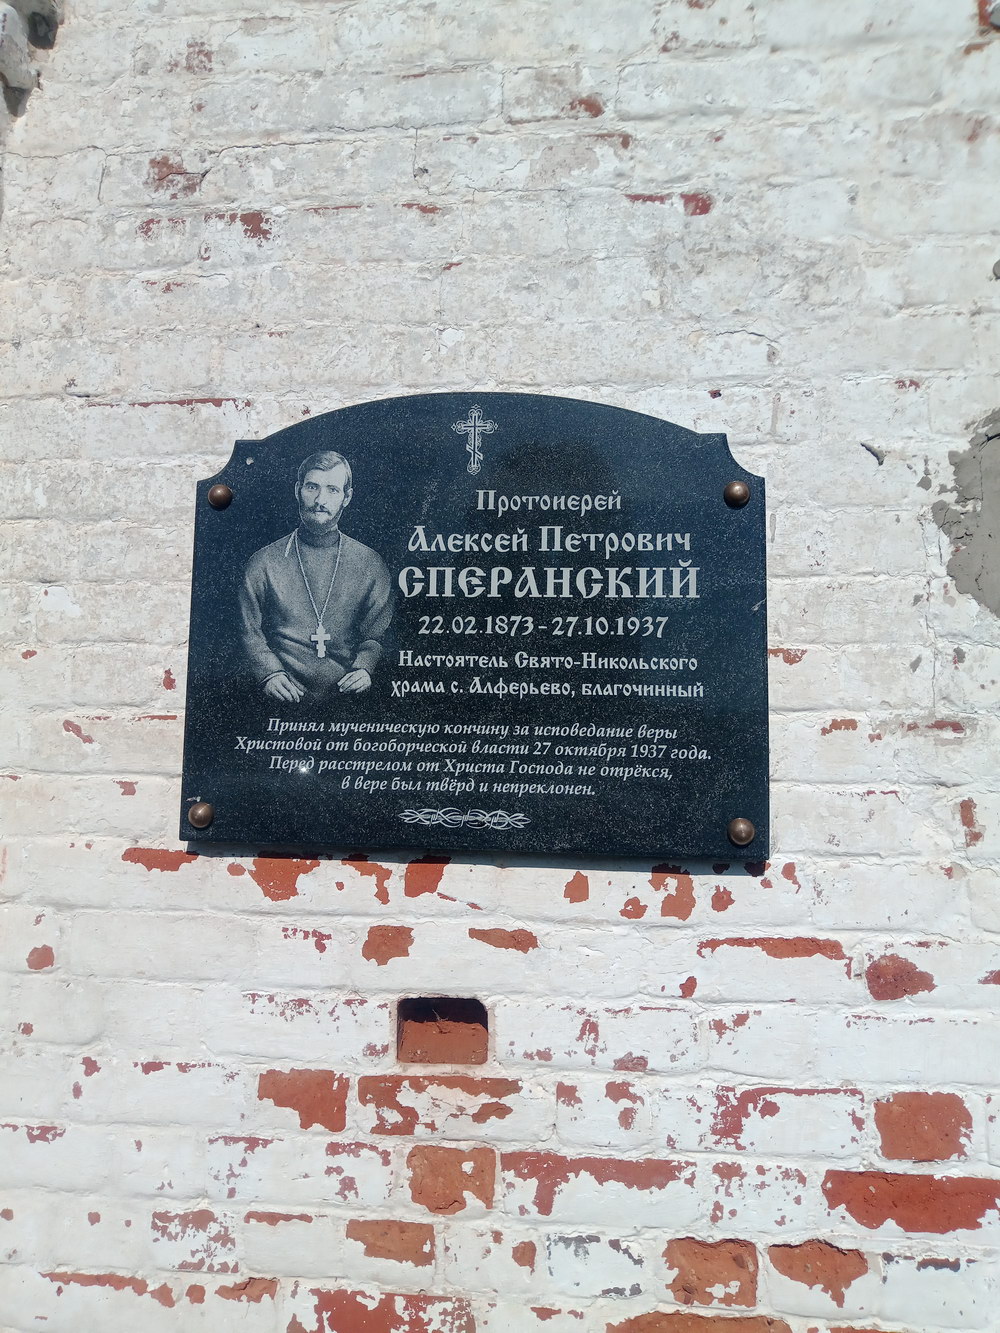 Протоиерей
Алексей Петрович
СПЕРАНСКИЙ
22.02.1873 - 27.10.1937
Настоятель Свято-Никольского
храма с. Алферьево, благочинный
Принял мученическую кончину за исповедание веры
Христовой от богоборческой власти 27 октября 1937 года.
Перед расстрелом от Христа Господа не отрёкся,
в вере был твёрд и непреклонен.